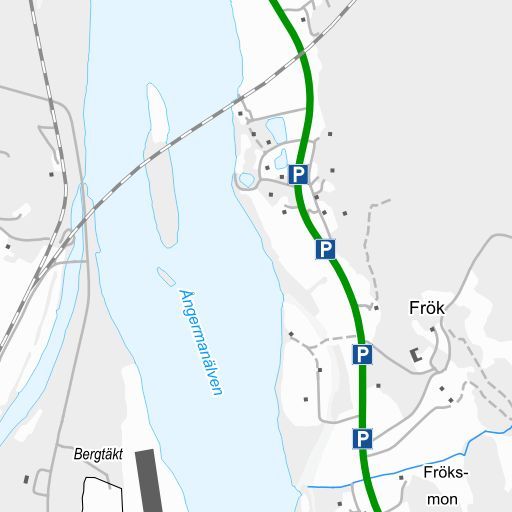 P
P
Ångermanälven
Frök
P
P
Bergtäkt
Fröks-
mon